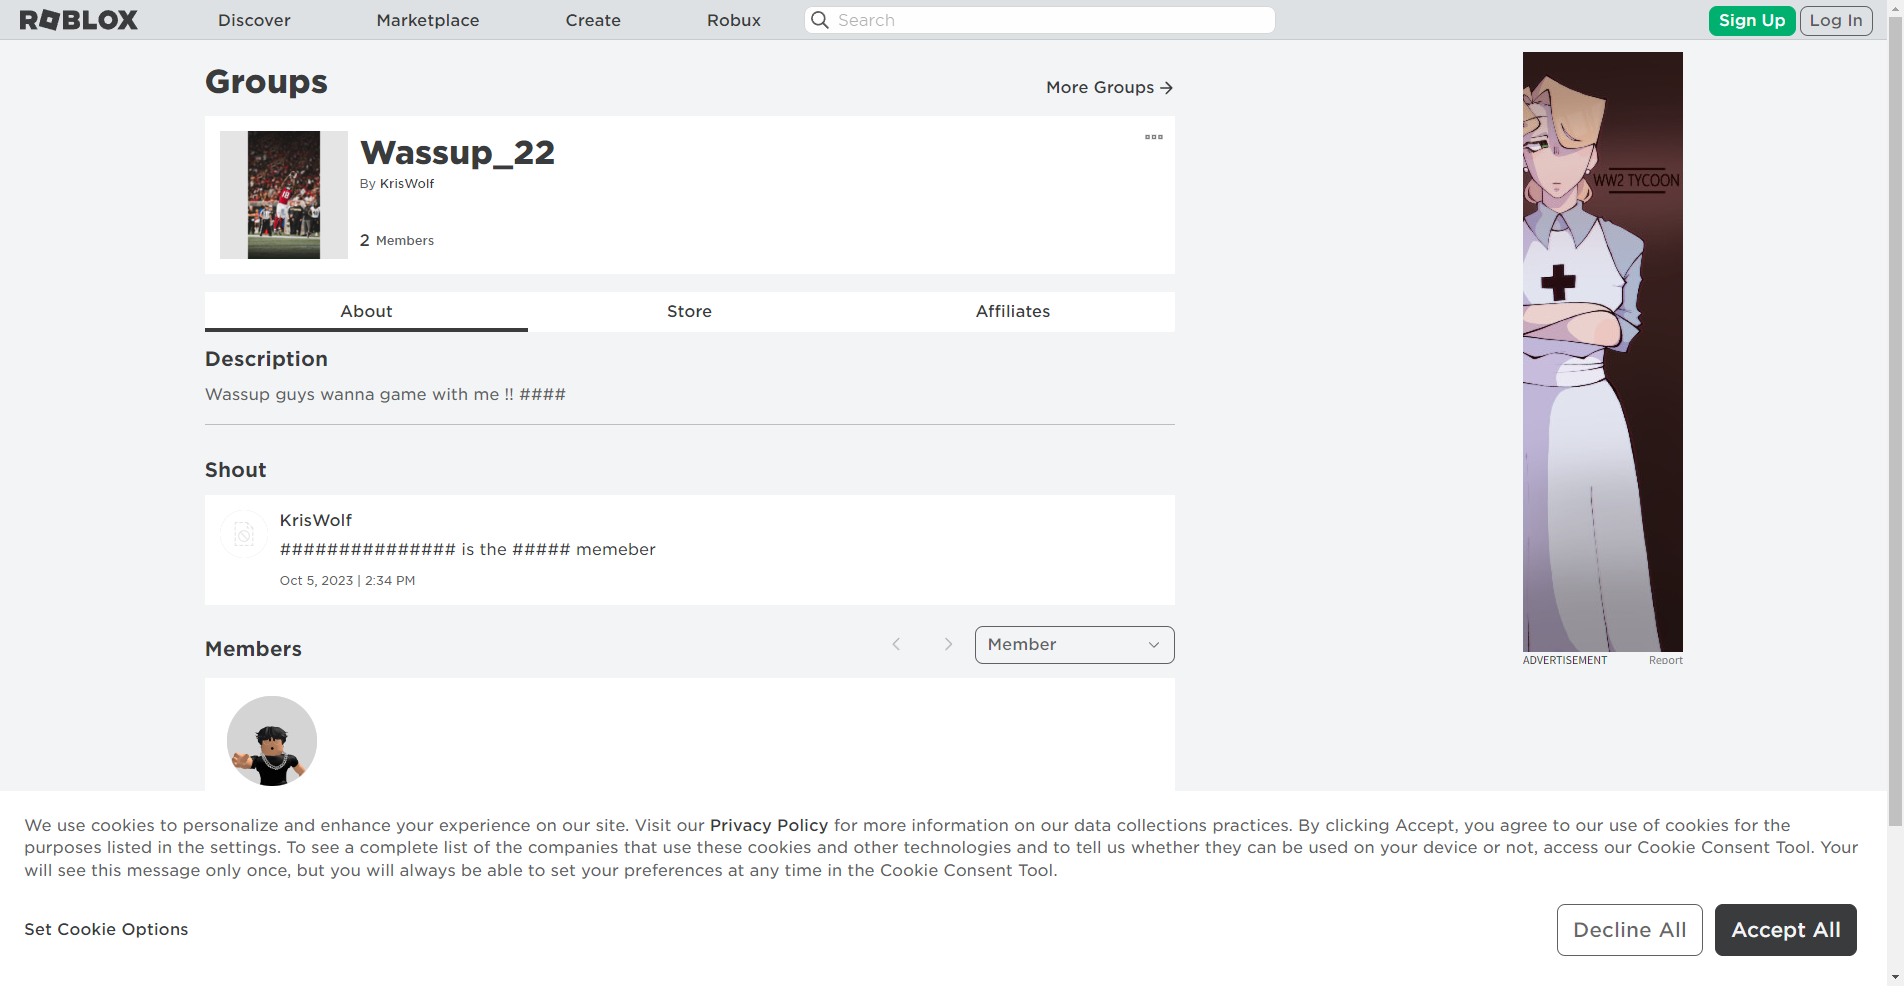 ROBLOX
Discover
Marketplace
Create
Robux
Search
Sign Up
Log In
Groups
More Groups
Wassup_22
By KrisWolf
2 Members
About
Store
Affiliates
Description
Wassup guys wanna game with me !! ####
Shout
KrisWolf
############### is the ##### memeber
Oct 5, 2023 | 2:34 PM
Members
Member
WW2 TYCOON
ADVERTISEMENT
Report
We use cookies to personalize and enhance your experience on our site. Visit our Privacy Policy for more information on our data collections practices. By clicking Accept, you agree to our use of cookies for the
purposes listed in the settings. To see a complete list of the companies that use these cookies and other technologies and to tell us whether they can be used on your device or not, access our Cookie Consent Tool. Your
will see this message only once, but you will always be able to set your preferences at any time in the Cookie Consent Tool.
Set Cookie Options
Decline All
Accept All